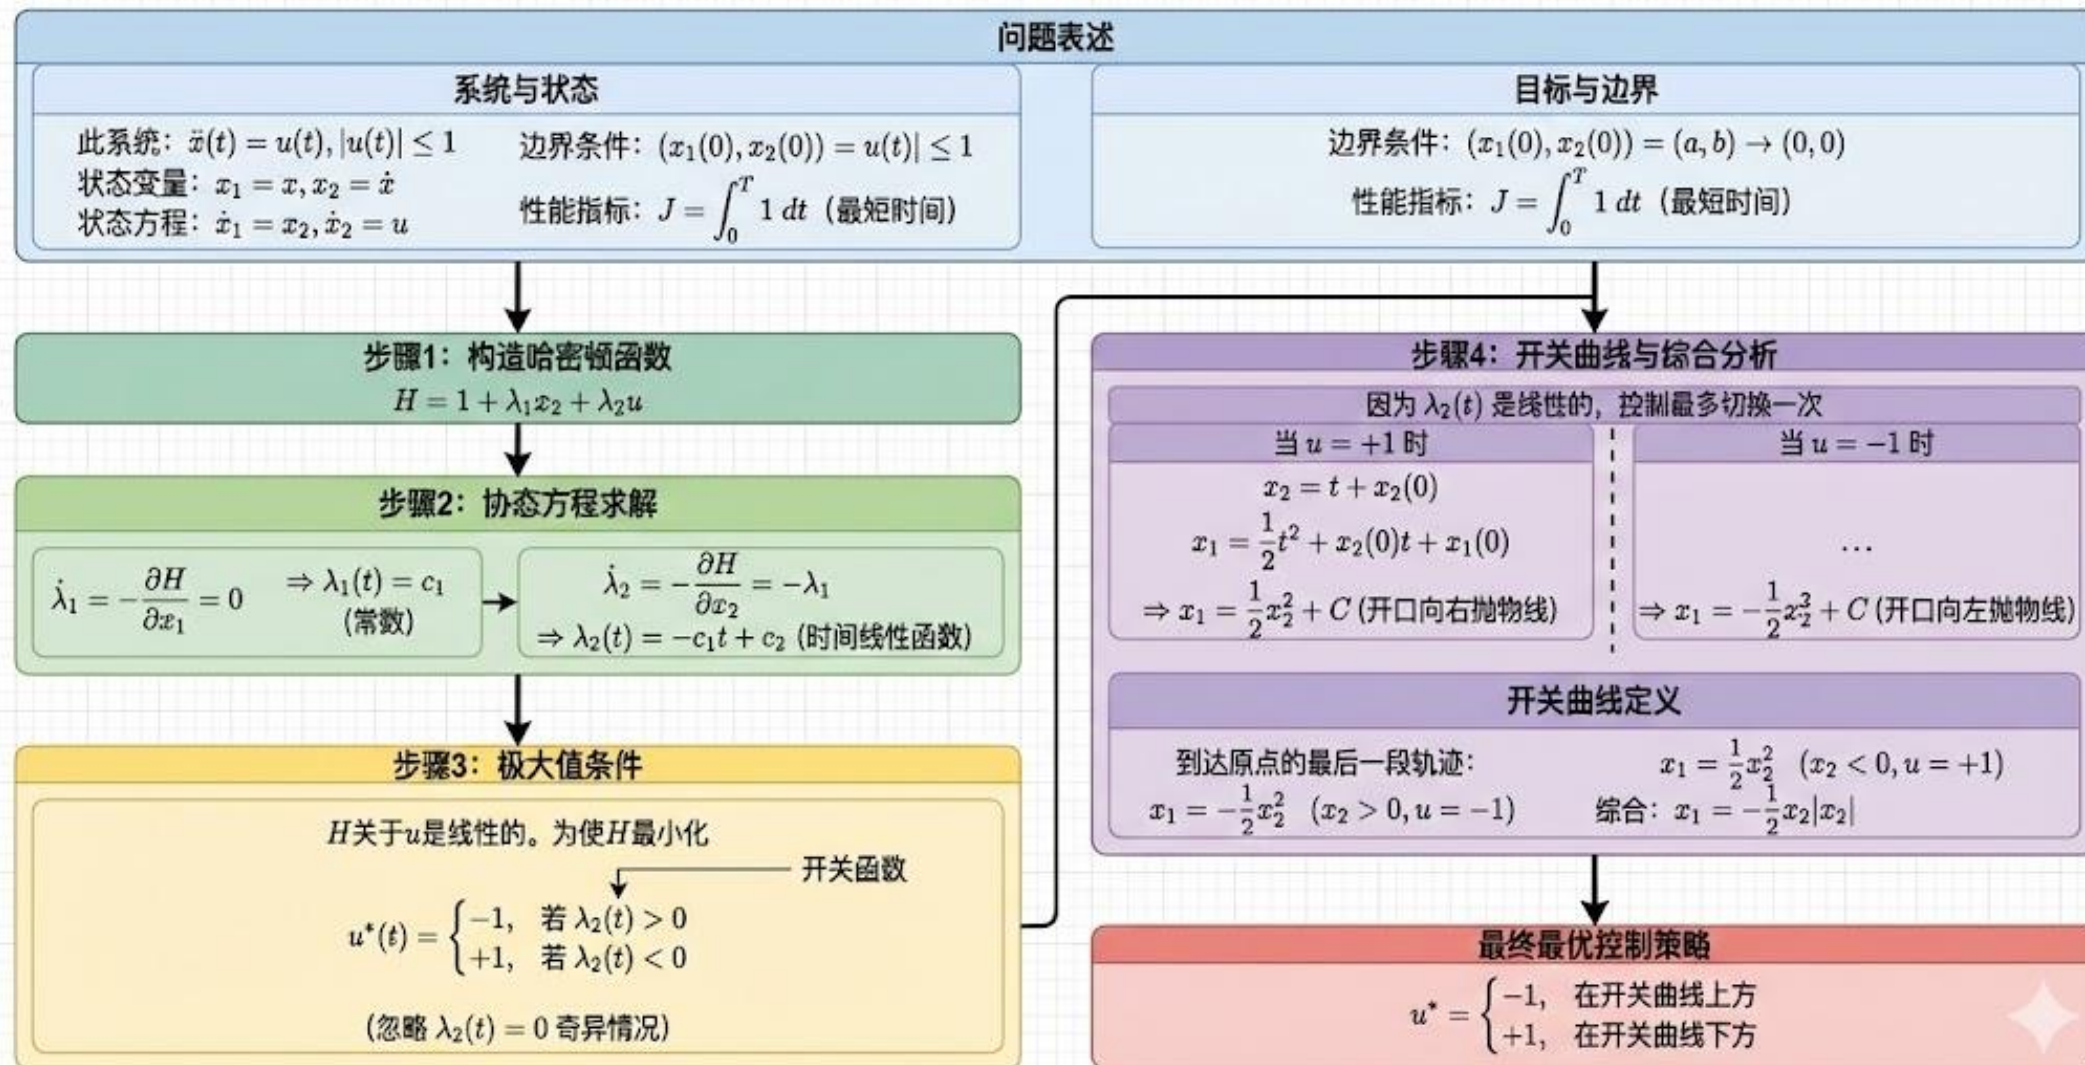 问题表述
系统与状态
此系统：ẍ(t) = u(t), |u(t)| ≤ 1
状态变量：x₁ = x, x₂ = ẋ
状态方程：ẋ₁ = x₂, ẋ₂ = u
边界条件：(x₁(0), x₂(0)) = u(t)| ≤ 1
性能指标：J = ∫₀ᵀ 1 dt（最短时间）
目标与边界
边界条件：(x₁(0), x₂(0)) = (a, b) → (0, 0)
性能指标：J = ∫₀ᵀ 1 dt（最短时间）
步骤1：构造哈密顿函数
H = 1 + λ₁x₂ + λ₂u
步骤2：协态方程求解
λ̇₁ = −∂H/∂x₁ = 0
⇒ λ₁(t) = c₁
(常数)
λ̇₂ = −∂H/∂x₂ = −λ₁
⇒ λ₂(t) = −c₁t + c₂ (时间线性函数)
步骤3：极大值条件
H关于u是线性的。为使H最小化
开关函数
u*(t) = { −1, 若 λ₂(t) > 0
+1, 若 λ₂(t) < 0
(忽略 λ₂(t) = 0 奇异情况)
步骤4：开关曲线与综合分析
因为 λ₂(t) 是线性的，控制最多切换一次
当 u = +1 时
x₂ = t + x₂(0)
x₁ = ½t² + x₂(0)t + x₁(0)
⇒ x₁ = ½x₂² + C (开口向右抛物线)
当 u = −1 时
…
⇒ x₁ = −½x₂² + C (开口向左抛物线)
开关曲线定义
到达原点的最后一段轨迹：
x₁ = −½x₂² (x₂ > 0, u = −1)
x₁ = ½x₂² (x₂ < 0, u = +1)
综合：x₁ = −½x₂|x₂|
最终最优控制策略
u* = { −1, 在开关曲线上方
+1, 在开关曲线下方